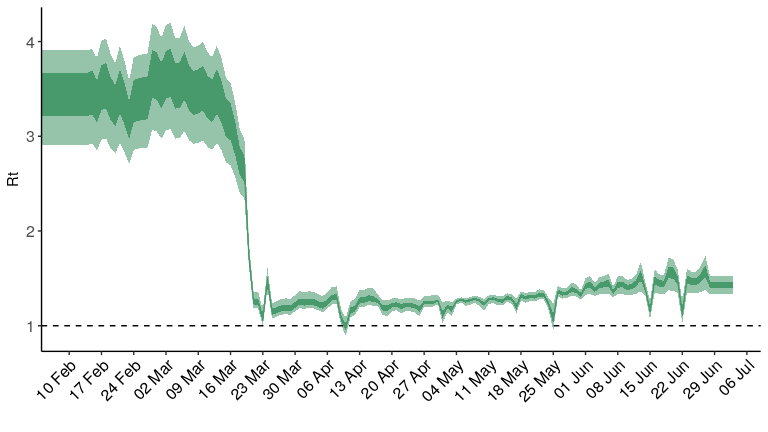 4
3
2
1
Rt
10 Feb
17 Feb
24 Feb
02 Mar
09 Mar
16 Mar
23 Mar
30 Mar
06 Apr
13 Apr
20 Apr
27 Apr
04 May
11 May
18 May
25 May
01 Jun
08 Jun
15 Jun
22 Jun
29 Jun
06 Jul